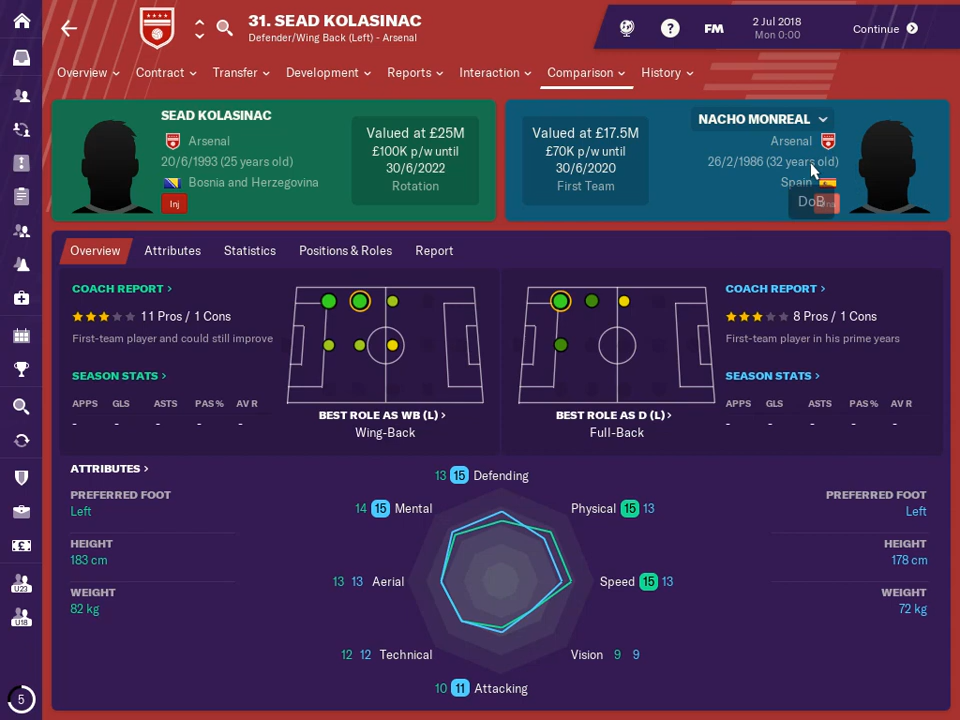 31. SEAD KOLASINAC
Defender/Wing Back (Left) - Arsenal
?
FM
2 Jul 2018
Mon 0:00
Continue
Overview
Contract
Transfer
Development
Reports
Interaction
Comparison
History
SEAD KOLASINAC
Arsenal
20/6/1993 (25 years old)
Bosnia and Herzegovina
Inj
Valued at £25M
£100K p/w until
30/6/2022
Rotation
Valued at £17.5M
£70K p/w until
30/6/2020
First Team
NACHO MONREAL
Arsenal
26/2/1986 (32 years old)
Spain
DoB
Overview
Attributes
Statistics
Positions & Roles
Report
COACH REPORT >
11 Pros / 1 Cons
First-team player and could still improve
SEASON STATS >
APPS GLS ASTS PAS % AV R
- - - - -
BEST ROLE AS WB (L) >
Wing-Back
BEST ROLE AS D (L) >
Full-Back
COACH REPORT >
8 Pros / 1 Cons
First-team player in his prime years
SEASON STATS >
APPS GLS ASTS PAS % AV R
- - - - -
ATTRIBUTES >
PREFERRED FOOT
Left
HEIGHT
183 cm
WEIGHT
82 kg
13 15 Defending
14 15 Mental
Physical 15 13
13 13 Aerial
Speed 15 13
12 12 Technical
Vision 9 9
10 11 Attacking
PREFERRED FOOT
Left
HEIGHT
178 cm
WEIGHT
72 kg
U23
U18
5